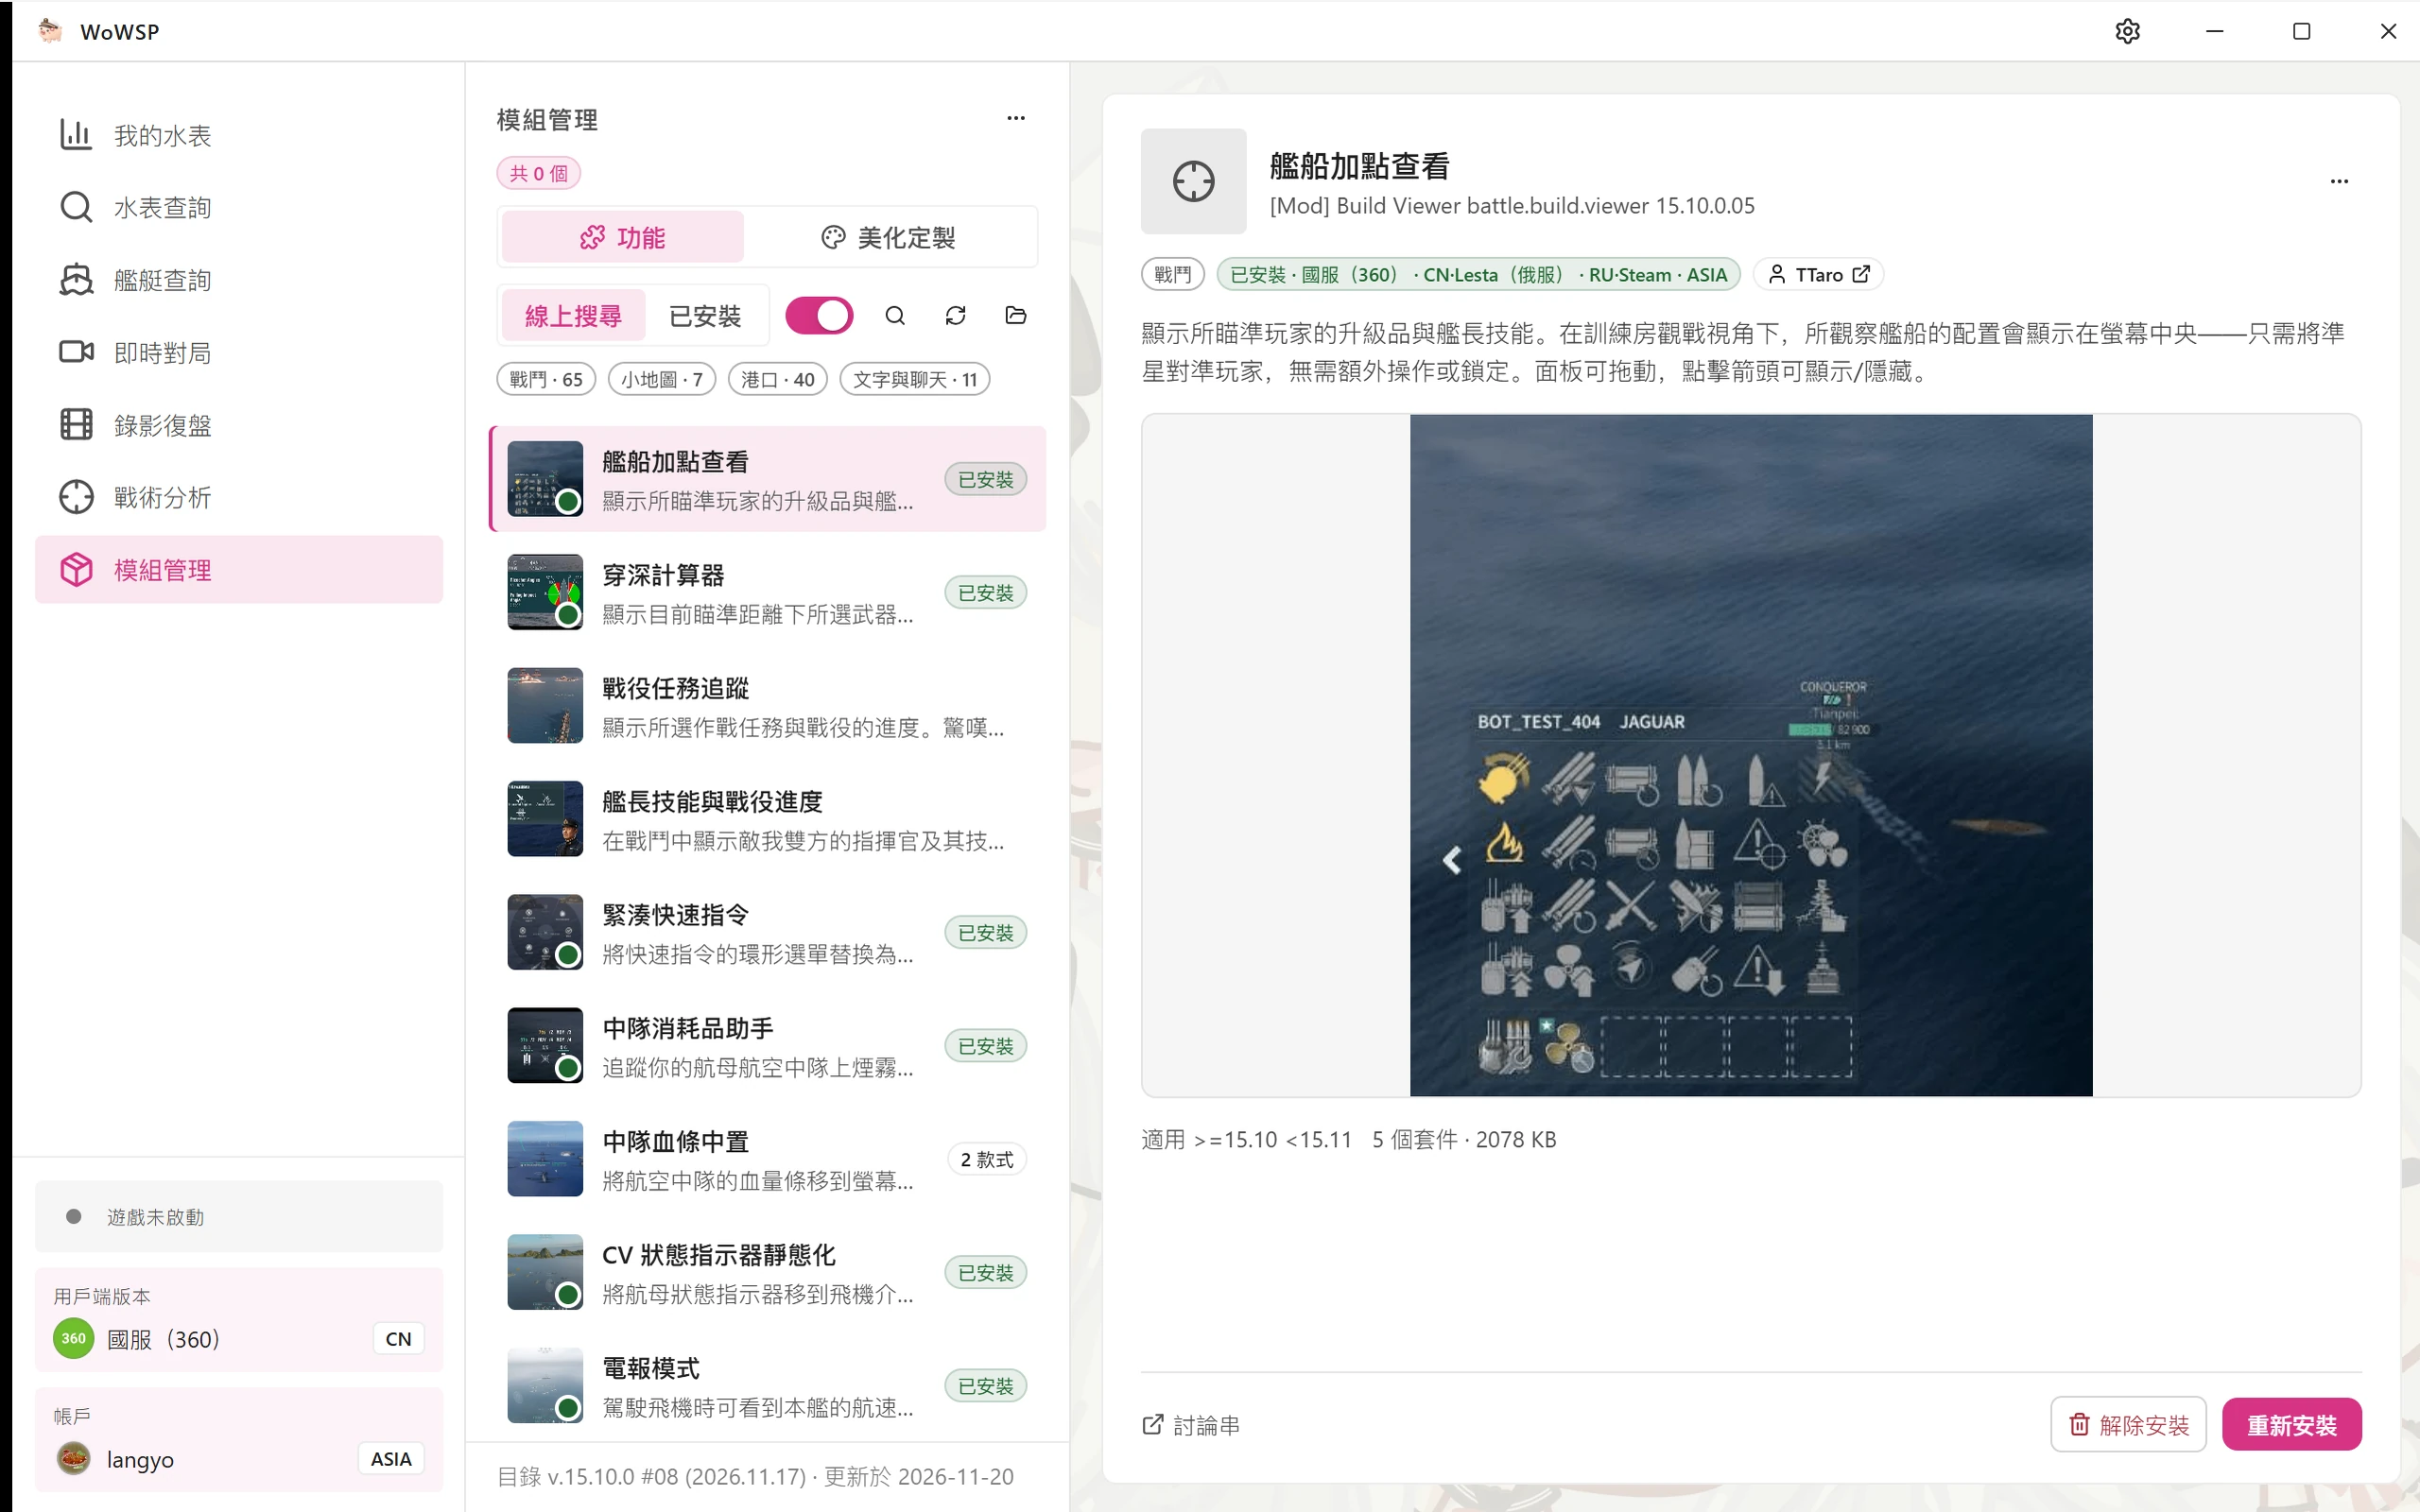 WoWSP
我的水表
水表查詢
艦艇查詢
即時對局
錄影復盤
戰術分析
模組管理
遊戲未啟動
用戶端版本
360 國服（360） CN
帳戶
langyo ASIA
模組管理
共 0 個
功能 美化定製
線上搜尋 已安裝
戰鬥 · 65 小地圖 · 7 港口 · 40 文字與聊天 · 11
艦船加點查看
顯示所瞄準玩家的升級品與艦...
已安裝
穿深計算器
顯示目前瞄準距離下所選武器...
已安裝
戰役任務追蹤
顯示所選作戰任務與戰役的進度。驚嘆...
艦長技能與戰役進度
在戰鬥中顯示敵我雙方的指揮官及其技...
緊湊快速指令
將快速指令的環形選單替換為...
已安裝
中隊消耗品助手
追蹤你的航母航空中隊上煙霧...
已安裝
中隊血條中置
將航空中隊的血量條移到螢幕...
2 款式
CV 狀態指示器靜態化
將航母狀態指示器移到飛機介...
已安裝
電報模式
駕駛飛機時可看到本艦的航速...
已安裝
目錄 v.15.10.0 #08 (2026.11.17) · 更新於 2026-11-20
艦船加點查看
[Mod] Build Viewer battle.build.viewer 15.10.0.05
戰鬥 已安裝 · 國服（360） · CN·Lesta（俄服） · RU·Steam · ASIA TTaro
顯示所瞄準玩家的升級品與艦長技能。在訓練房觀戰視角下，所觀察艦船的配置會顯示在螢幕中央——只需將準
星對準玩家，無需額外操作或鎖定。面板可拖動，點擊箭頭可顯示/隱藏。
CONQUEROR
:Tianpei:
82 900
BOT_TEST_404 JAGUAR
適用 >=15.10 <15.11 5 個套件 · 2078 KB
討論串
解除安裝
重新安裝